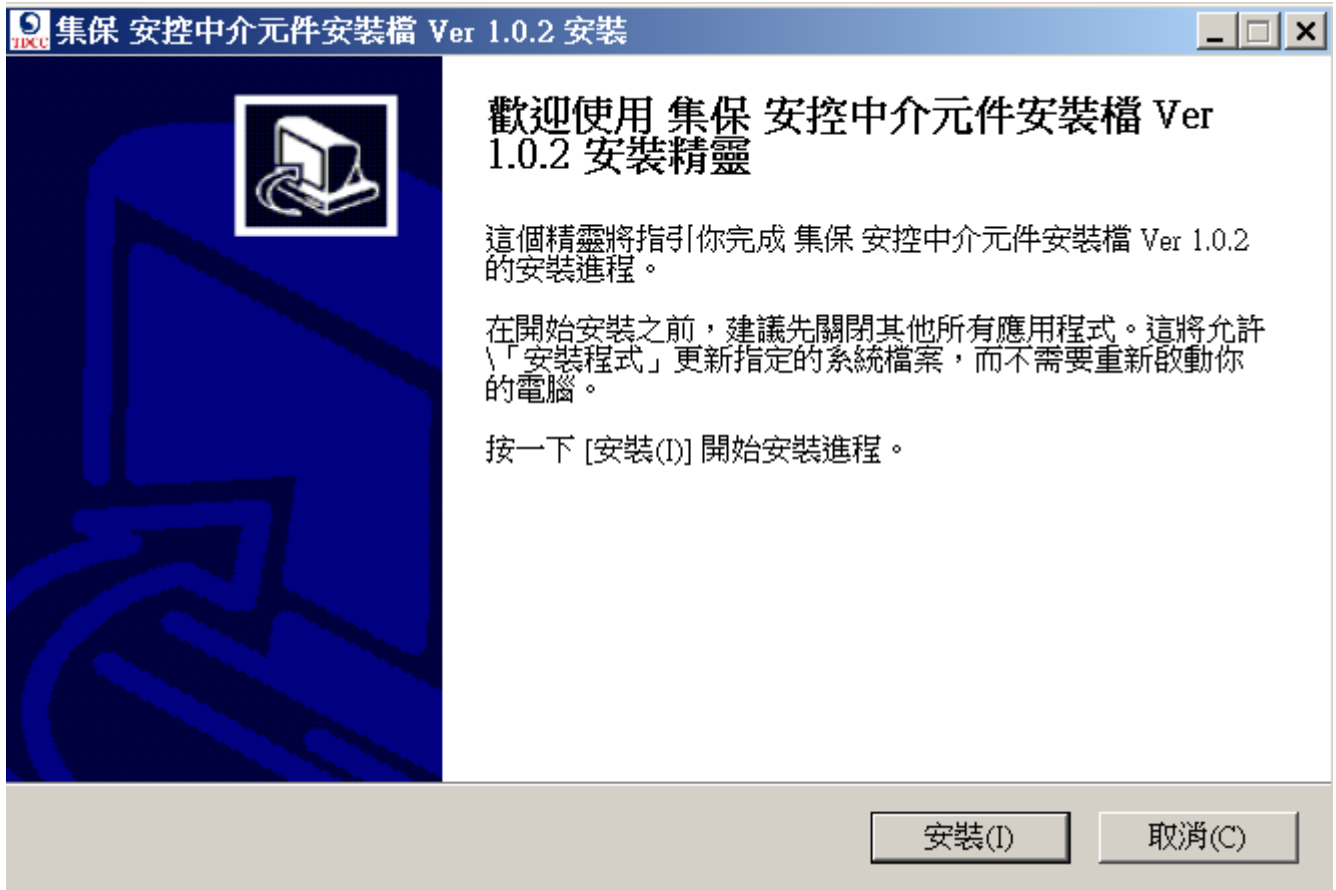 TDCC 集保 安控中介元件安裝檔 Ver 1.0.2 安裝
歡迎使用 集保 安控中介元件安裝檔 Ver
1.0.2 安裝精靈
這個精靈將指引你完成 集保 安控中介元件安裝檔 Ver 1.0.2
的安裝進程。
在開始安裝之前，建議先關閉其他所有應用程式。這將允許
\「安裝程式」更新指定的系統檔案，而不需要重新啟動你
的電腦。
按一下 [安裝(I)] 開始安裝進程。
安裝(I)
取消(C)